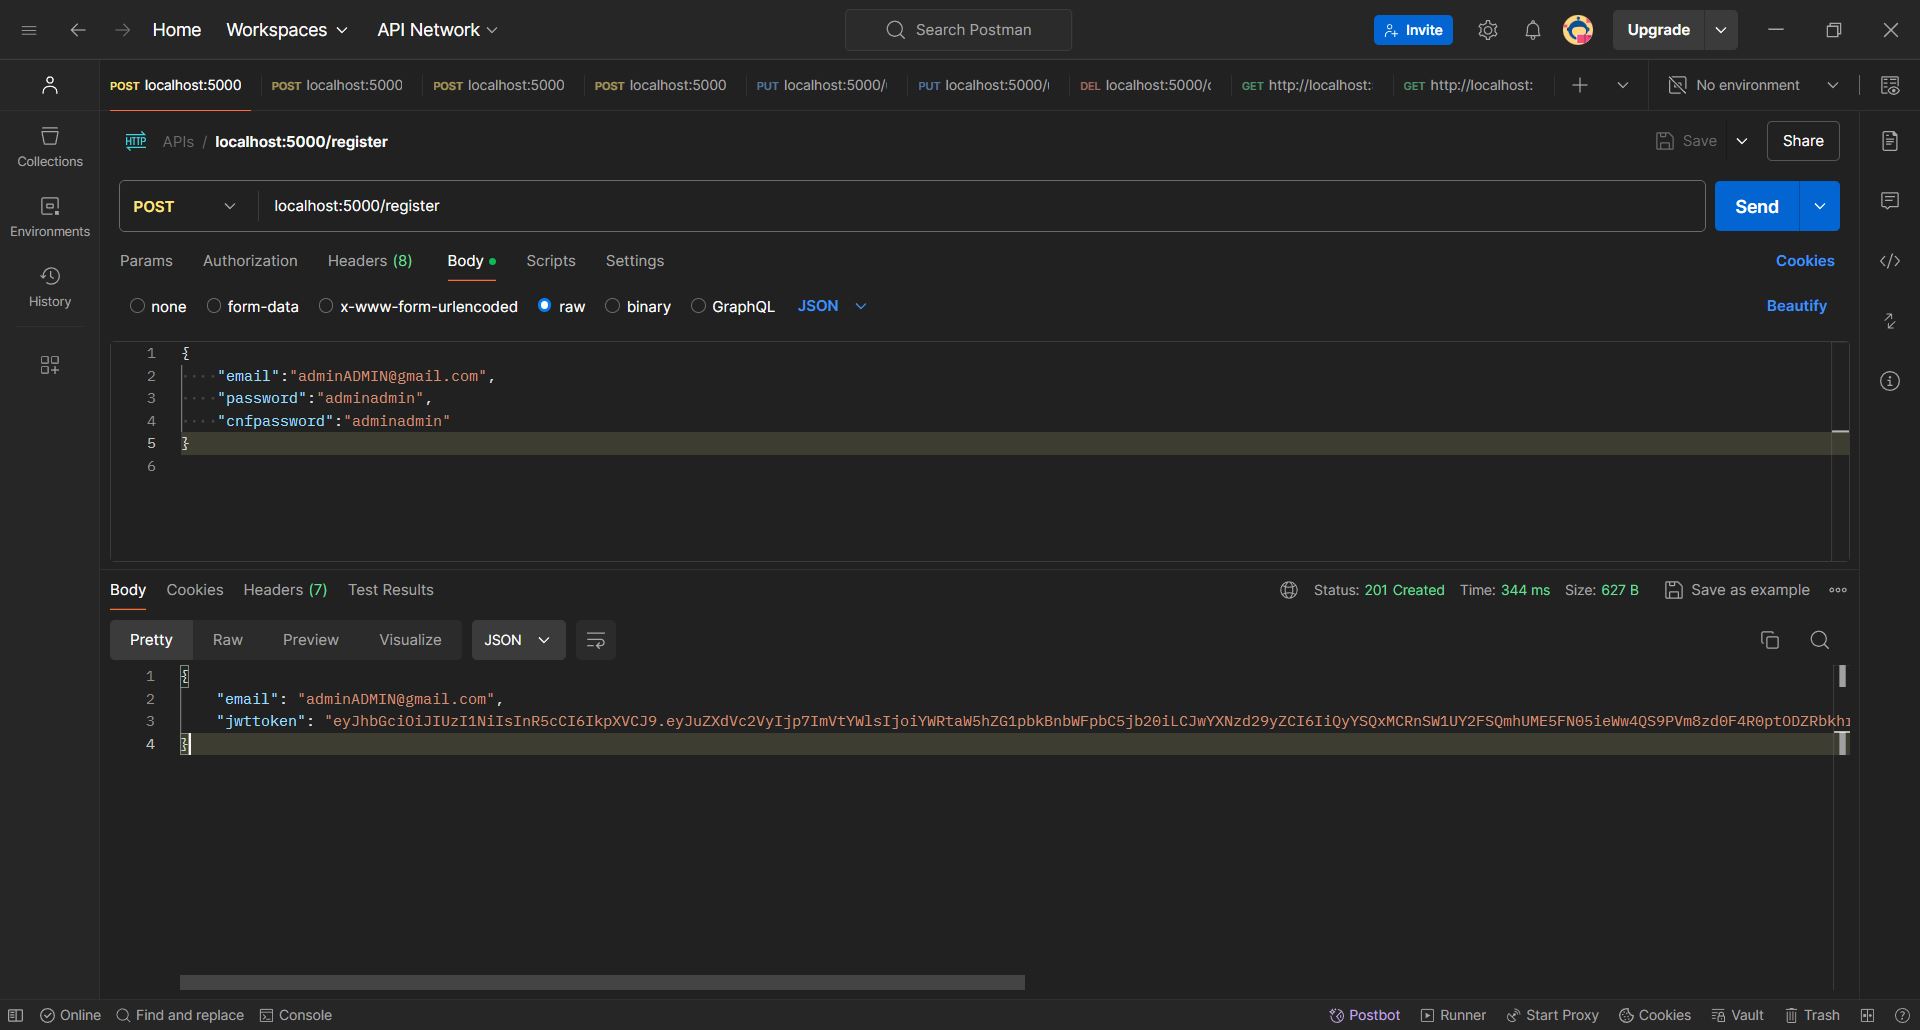 Home Workspaces API Network Search Postman Invite Upgrade
POST localhost:5000 POST localhost:5000 POST localhost:5000 POST localhost:5000 PUT localhost:5000/ PUT localhost:5000/ DEL localhost:5000/ GET http://localhost: GET http://localhost: No environment
HTTP APIs / localhost:5000/register Save Share
Collections
Environments
History
POST localhost:5000/register Send
Params Authorization Headers (8) Body Scripts Settings Cookies
none form-data x-www-form-urlencoded raw binary GraphQL JSON Beautify
1 {
2 "email":"adminADMIN@gmail.com",
3 "password":"adminadmin",
4 "cnfpassword":"adminadmin"
5 }
6
Body Cookies Headers (7) Test Results Status: 201 Created Time: 344 ms Size: 627 B Save as example
Pretty Raw Preview Visualize JSON
1 {
2 "email": "adminADMIN@gmail.com",
3 "jwttoken":
4 }
Online Find and replace Console Postbot Runner Start Proxy Cookies Vault Trash